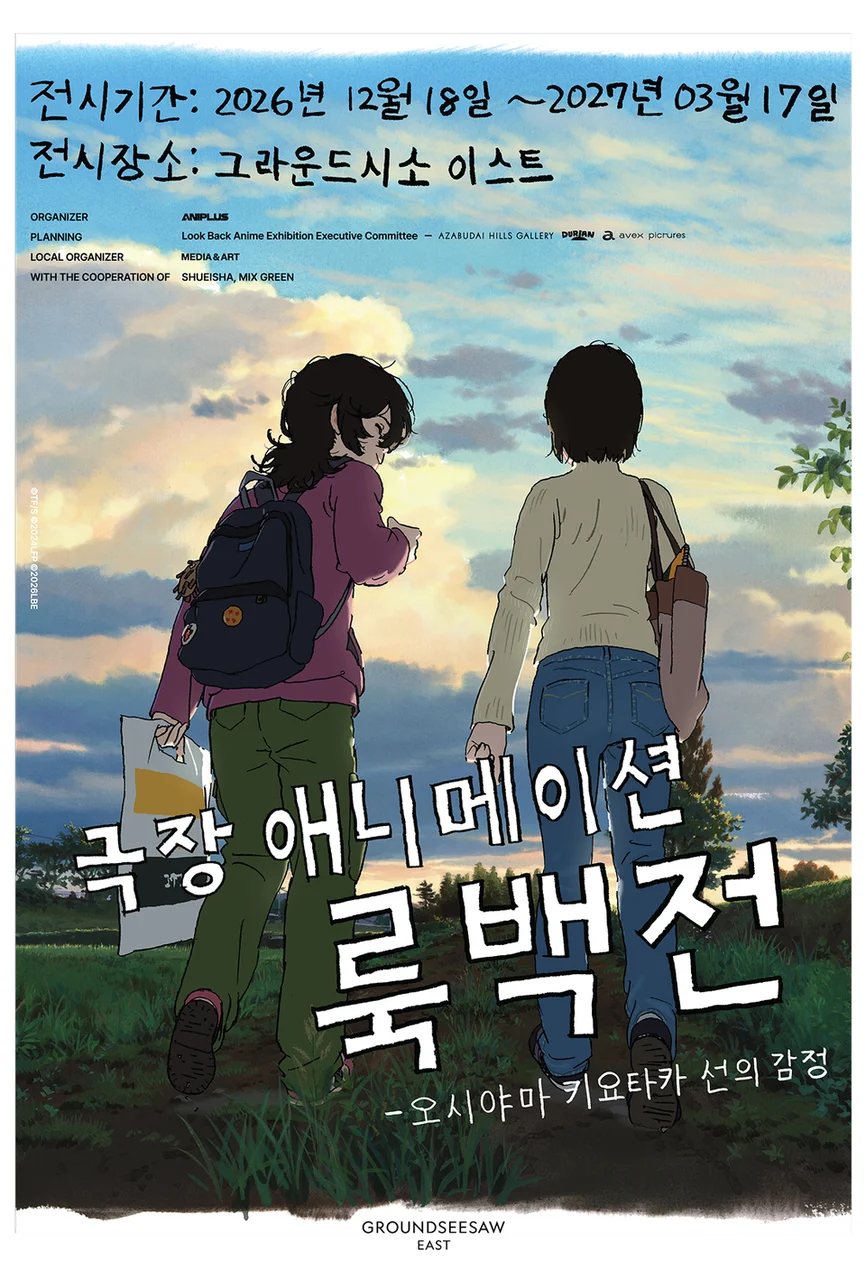 전시기간: 2026년 12월 18일 ~2027년 03월 17일
전시장소: 그라운드시소 이스트
ORGANIZER ANIPLUS
PLANNING Look Back Anime Exhibition Executive Committee — AZABUDAI HILLS GALLERY DURIAN a avex pictures
LOCAL ORGANIZER MEDIA & ART
WITH THE COOPERATION OF SHUEISHA, MIX GREEN
©TF/S ©2024LFP ©2026LBE
극장 애니메이션
룩백전
-오시야마 키요타카 선의 감정
GROUNDSEESAW
EAST